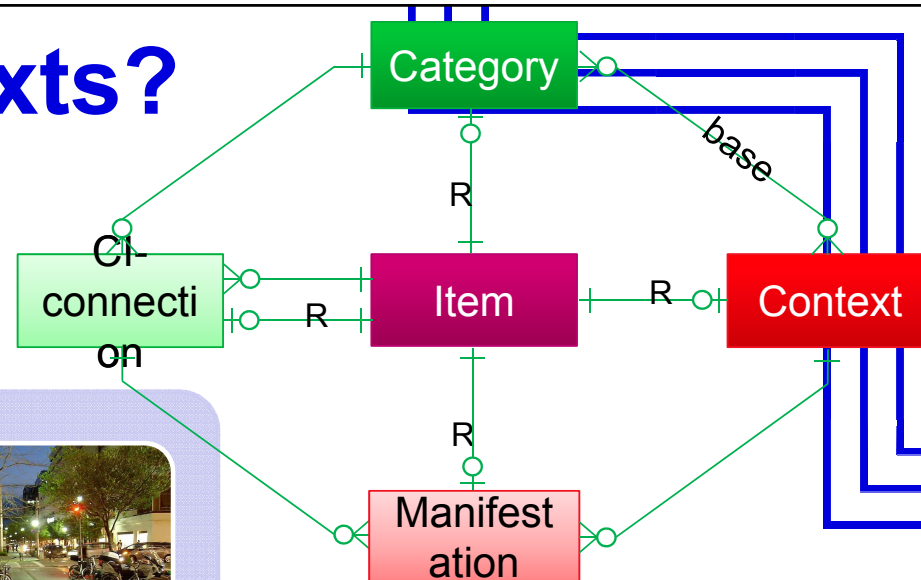 xts?
Category
base
R
CI-
connecti
on
Item
R
R
Context
R
Manifest
ation